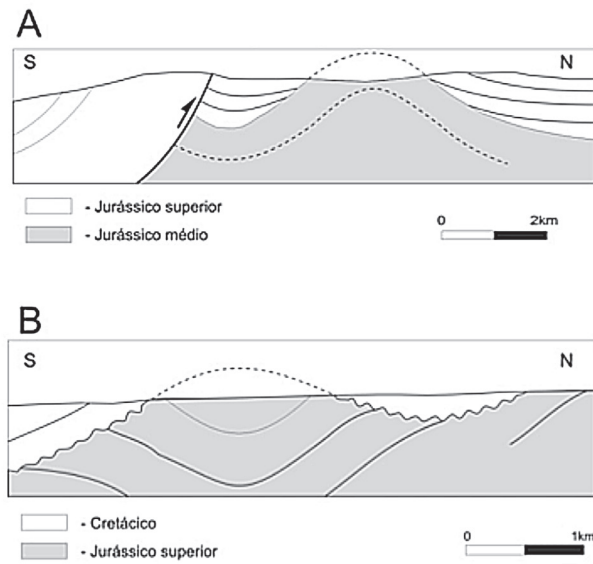 A
S N
- Jurássico superior
- Jurássico médio
0 2km
B
S N
- Cretácico
- Jurássico superior
0 1km